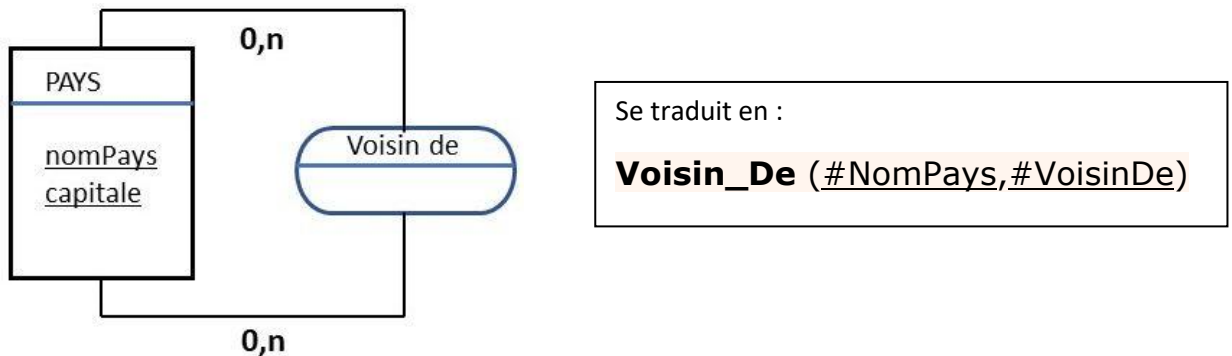 0,n
PAYS
nomPays
capitale
Voisin de
0,n
Se traduit en :
Voisin_De (#NomPays,#VoisinDe)